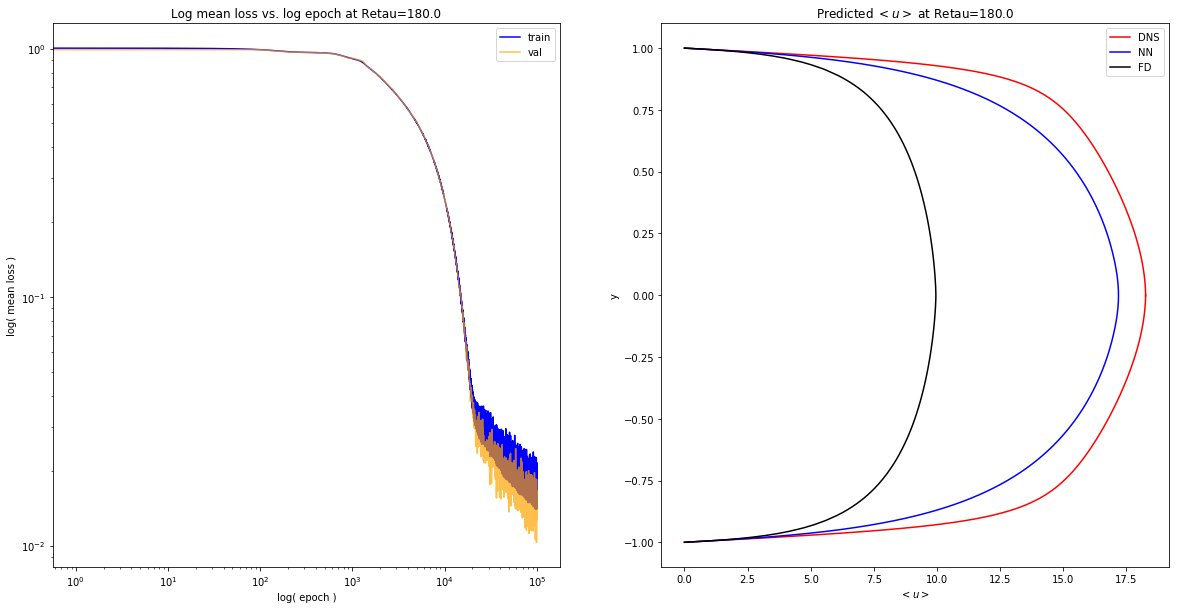 Log mean loss vs. log epoch at Retau=180.0
train
val
10⁰
10⁻¹
10⁻²
log( mean loss )
10⁰ 10¹ 10² 10³ 10⁴ 10⁵
log( epoch )
Predicted < u > at Retau=180.0
DNS
NN
FD
1.00
0.75
0.50
0.25
0.00
−0.25
−0.50
−0.75
−1.00
y
0.0 2.5 5.0 7.5 10.0 12.5 15.0 17.5
< u >